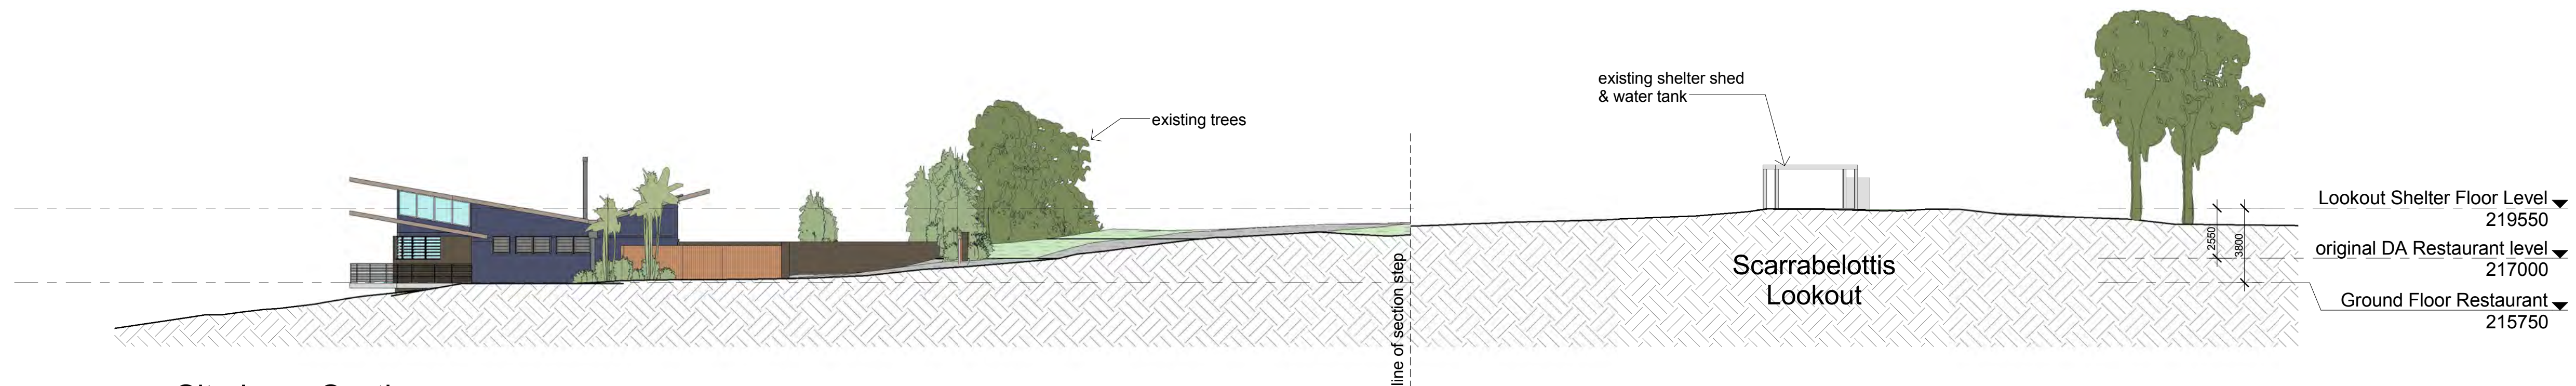 existing shelter shed
& water tank
existing trees
Lookout Shelter Floor Level
219550
2550
3800
original DA Restaurant level
217000
Scarrabelottis
Lookout
Ground Floor Restaurant
215750
line of section step